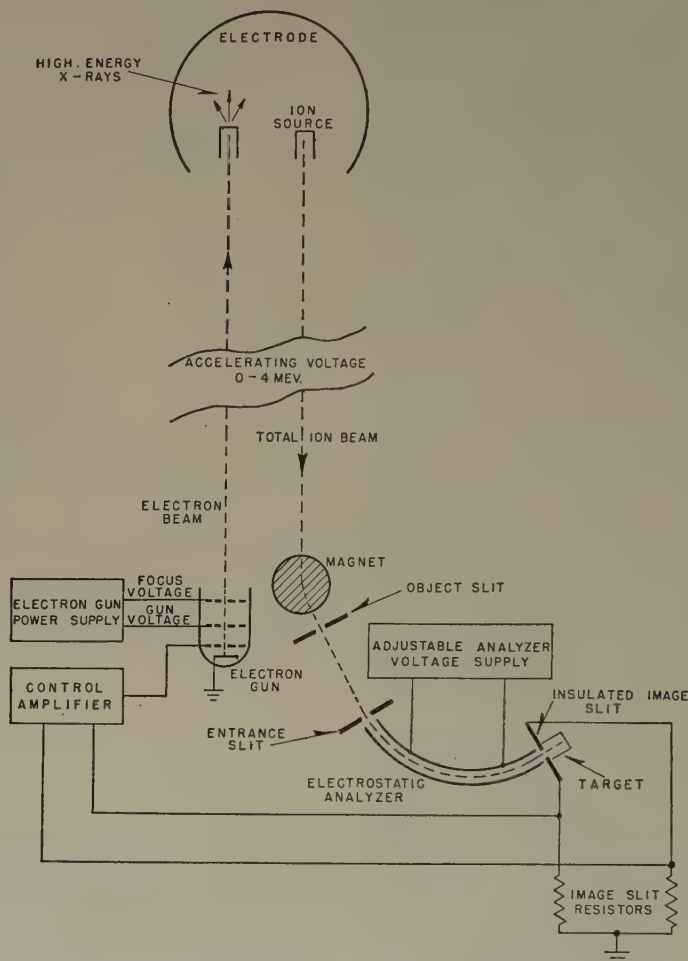 ELECTRODE
HIGH. ENERGY
X-RAYS
ION
SOURCE
ACCELERATING VOLTAGE
0-4 MEV.
TOTAL ION BEAM
ELECTRON
BEAM
MAGNET
OBJECT SLIT
FOCUS
VOLTAGE
GUN
VOLTAGE
ELECTRON GUN
POWER SUPPLY
ADJUSTABLE ANALYZER
VOLTAGE SUPPLY
ELECTRON
GUN
CONTROL
AMPLIFIER
INSULATED IMAGE
SLIT
ENTRANCE
SLIT
ELECTROSTATIC
ANALYZER
TARGET
IMAGE SLIT
RESISTORS